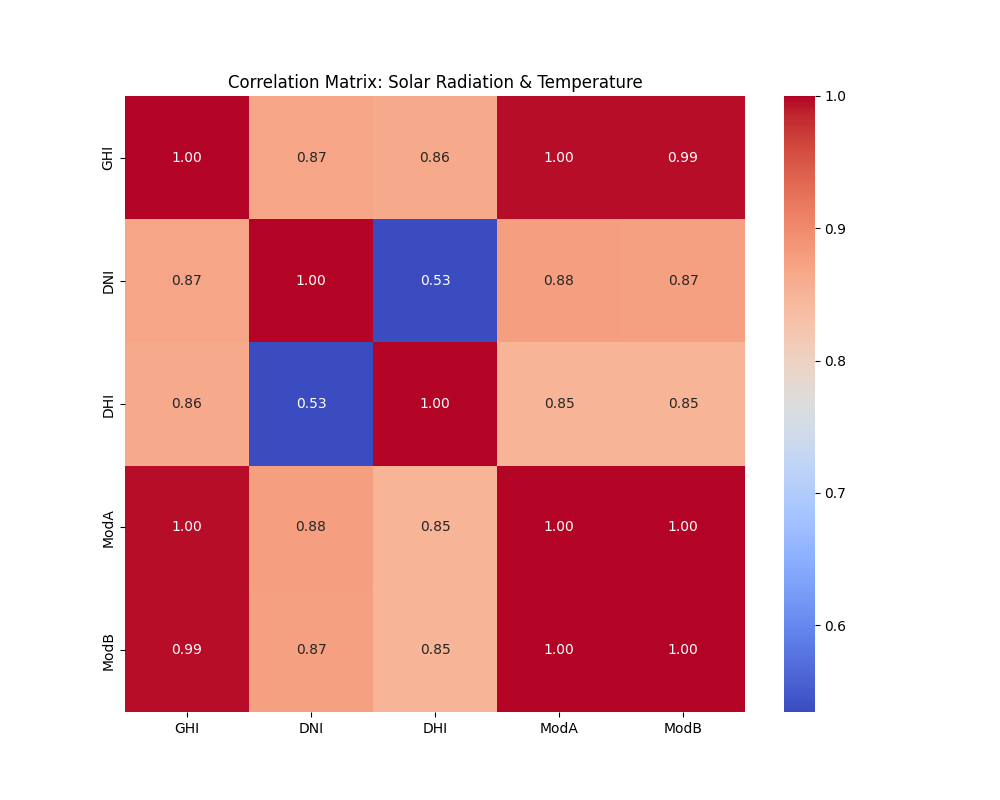 Correlation Matrix: Solar Radiation & Temperature
GHI 1.00 0.87 0.86 1.00 0.99
DNI 0.87 1.00 0.53 0.88 0.87
DHI 0.86 0.53 1.00 0.85 0.85
ModA 1.00 0.88 0.85 1.00 1.00
ModB 0.99 0.87 0.85 1.00 1.00
GHI DNI DHI ModA ModB
1.0
0.9
0.8
0.7
0.6